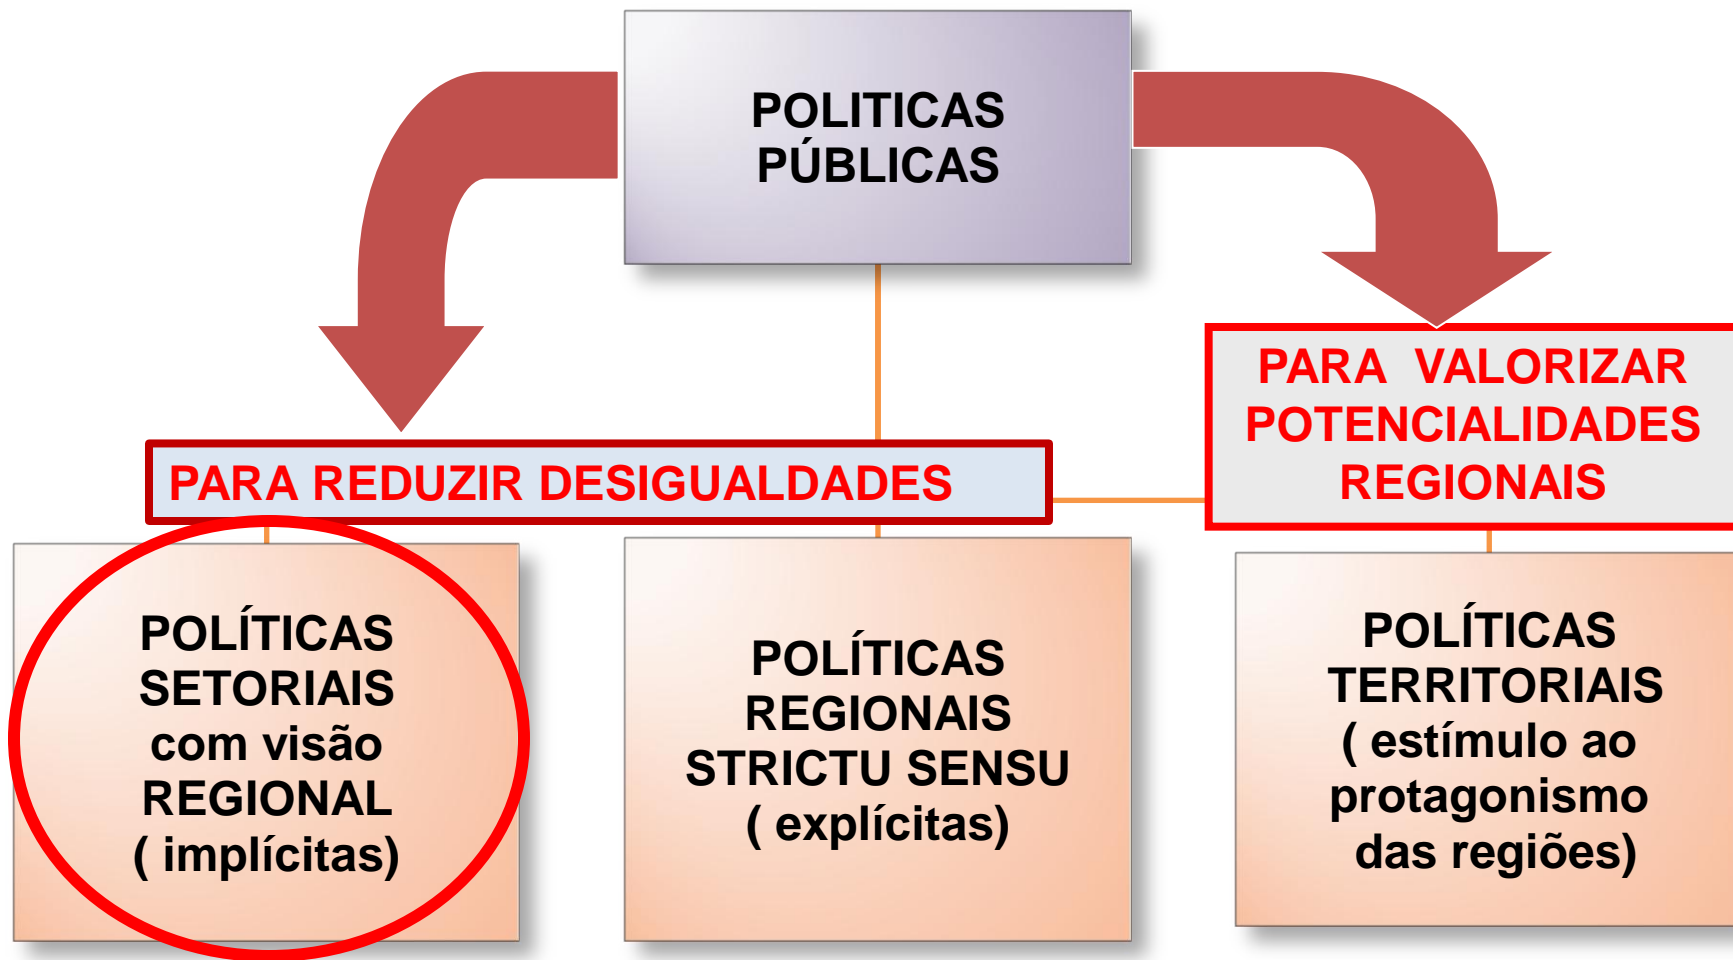 POLITICAS
PÚBLICAS
PARA VALORIZAR
POTENCIALIDADES
REGIONAIS
PARA REDUZIR DESIGUALDADES
POLÍTICAS
SETORIAIS
com visão
REGIONAL
( implícitas)
POLÍTICAS
REGIONAIS
STRICTU SENSU
( explícitas)
POLÍTICAS
TERRITORIAIS
( estímulo ao
protagonismo
das regiões)